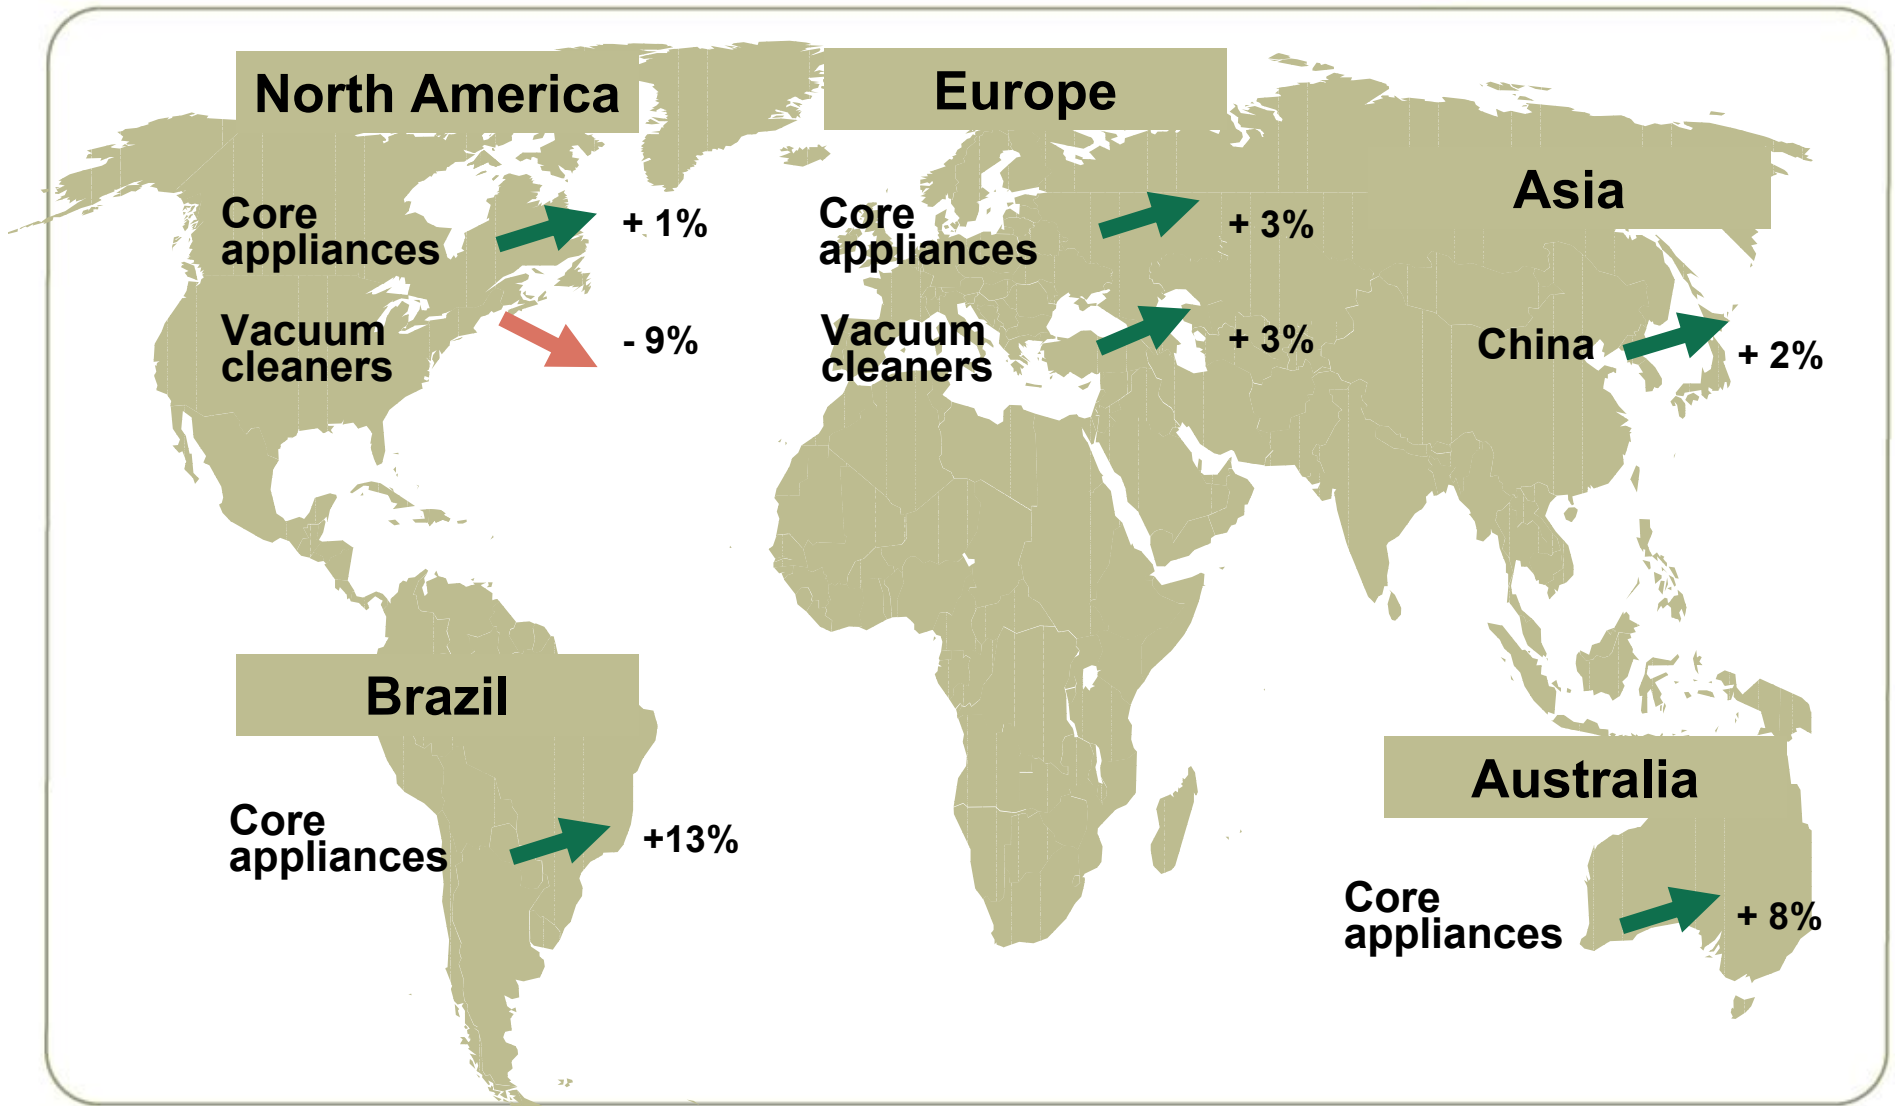 North America
Core
appliances
+ 1%
Vacuum
cleaners
- 9%
Europe
Core
appliances
+ 3%
Vacuum
cleaners
+ 3%
Asia
China
+ 2%
Brazil
Core
appliances
+13%
Australia
Core
appliances
+ 8%